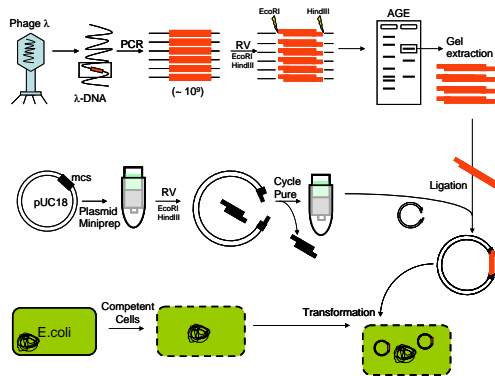 Phage λ
λ-DNA
PCR
(~ 10⁹)
RV
EcoRI
HindIII
EcoRI
HindIII
AGE
Gel
extraction
mcs
pUC18
Plasmid
Miniprep
RV
EcoRI
HindIII
Cycle
Pure
Ligation
E.coli
Competent
Cells
Transformation